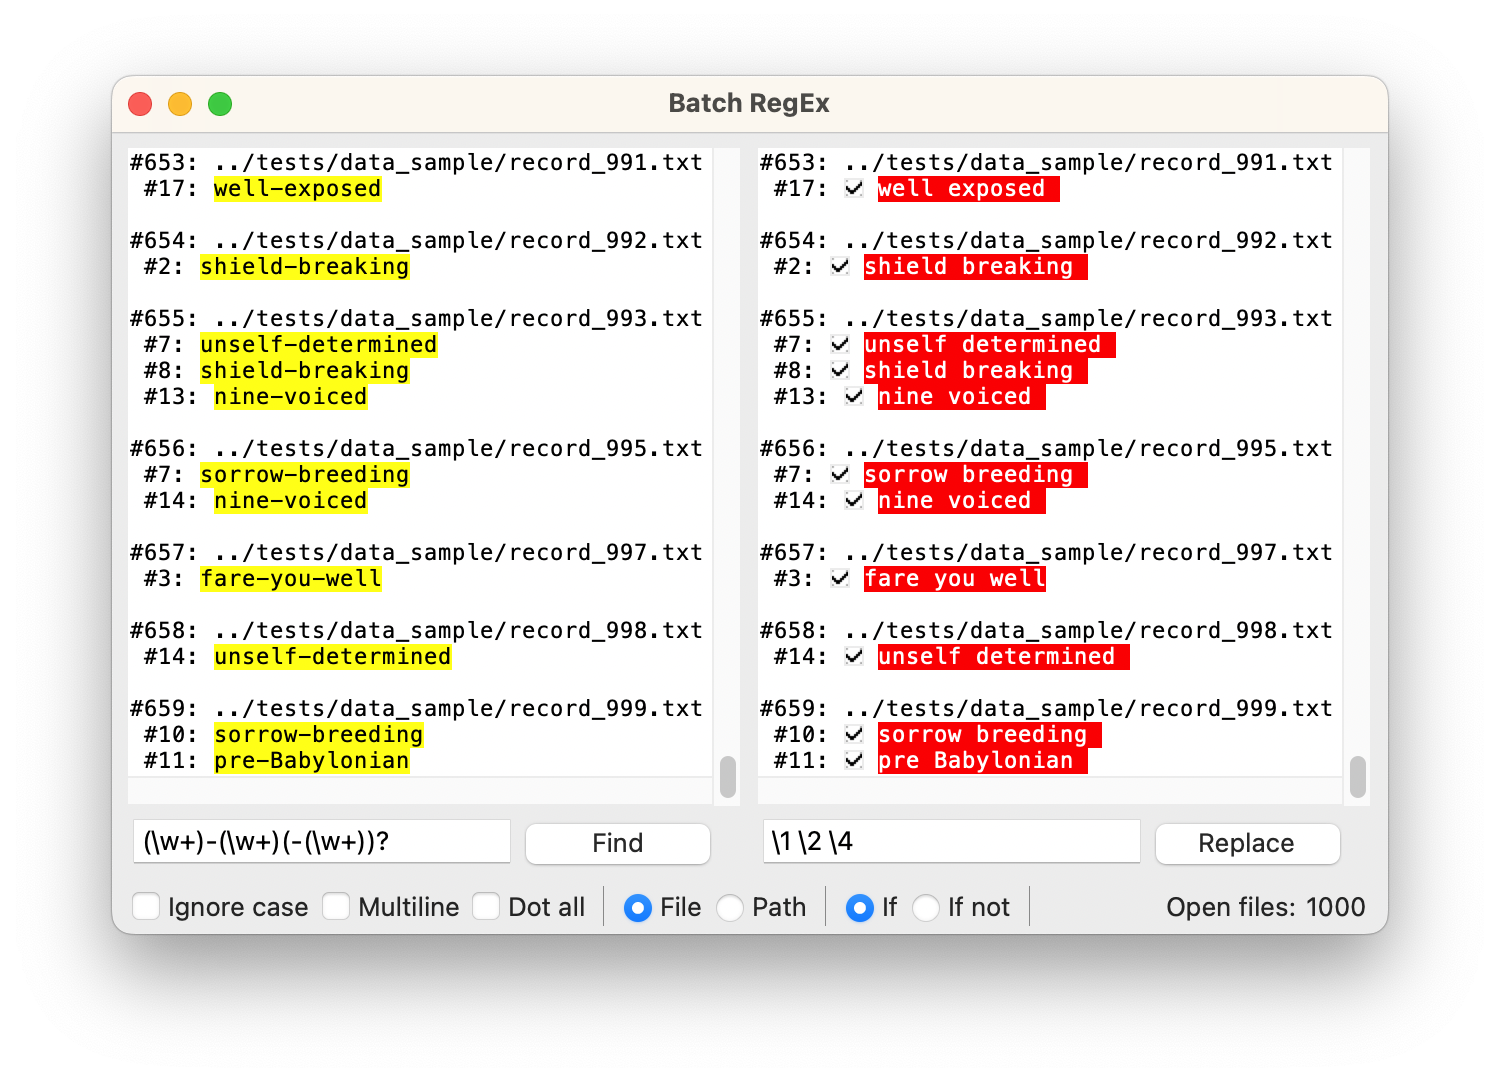 Batch RegEx
#653: ../tests/data_sample/record_991.txt
#17: well-exposed
#654: ../tests/data_sample/record_992.txt
#2: shield-breaking
#655: ../tests/data_sample/record_993.txt
#7: unself-determined
#8: shield-breaking
#13: nine-voiced
#656: ../tests/data_sample/record_995.txt
#7: sorrow-breeding
#14: nine-voiced
#657: ../tests/data_sample/record_997.txt
#3: fare-you-well
#658: ../tests/data_sample/record_998.txt
#14: unself-determined
#659: ../tests/data_sample/record_999.txt
#10: sorrow-breeding
#11: pre-Babylonian
#653: ../tests/data_sample/record_991.txt
#17: well exposed
#654: ../tests/data_sample/record_992.txt
#2: shield breaking
#655: ../tests/data_sample/record_993.txt
#7: unself determined
#8: shield breaking
#13: nine voiced
#656: ../tests/data_sample/record_995.txt
#7: sorrow breeding
#14: nine voiced
#657: ../tests/data_sample/record_997.txt
#3: fare you well
#658: ../tests/data_sample/record_998.txt
#14: unself determined
#659: ../tests/data_sample/record_999.txt
#10: sorrow breeding
#11: pre Babylonian
(\w+)-(\w+)(-(\w+))? Find \1 \2 \4 Replace
Ignore case Multiline Dot all File Path If If not Open files: 1000